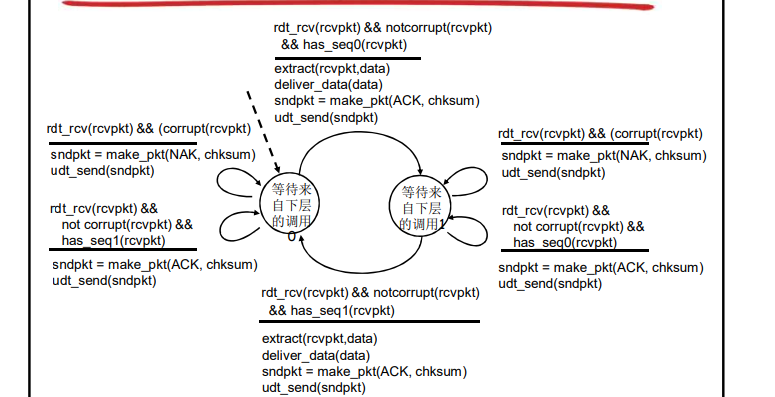 rdt_rcv(rcvpkt) && notcorrupt(rcvpkt)
&& has_seq0(rcvpkt)
extract(rcvpkt,data)
deliver_data(data)
sndpkt = make_pkt(ACK, chksum)
udt_send(sndpkt)
rdt_rcv(rcvpkt) && (corrupt(rcvpkt)
sndpkt = make_pkt(NAK, chksum)
udt_send(sndpkt)
rdt_rcv(rcvpkt) &&
not corrupt(rcvpkt) &&
has_seq1(rcvpkt)
sndpkt = make_pkt(ACK, chksum)
udt_send(sndpkt)
等待来
自下层
的调用
0
等待来
自下层
的调用1
rdt_rcv(rcvpkt) && (corrupt(rcvpkt)
sndpkt = make_pkt(NAK, chksum)
udt_send(sndpkt)
rdt_rcv(rcvpkt) &&
not corrupt(rcvpkt) &&
has_seq0(rcvpkt)
sndpkt = make_pkt(ACK, chksum)
udt_send(sndpkt)
rdt_rcv(rcvpkt) && notcorrupt(rcvpkt)
&& has_seq1(rcvpkt)
extract(rcvpkt,data)
deliver_data(data)
sndpkt = make_pkt(ACK, chksum)
udt_send(sndpkt)